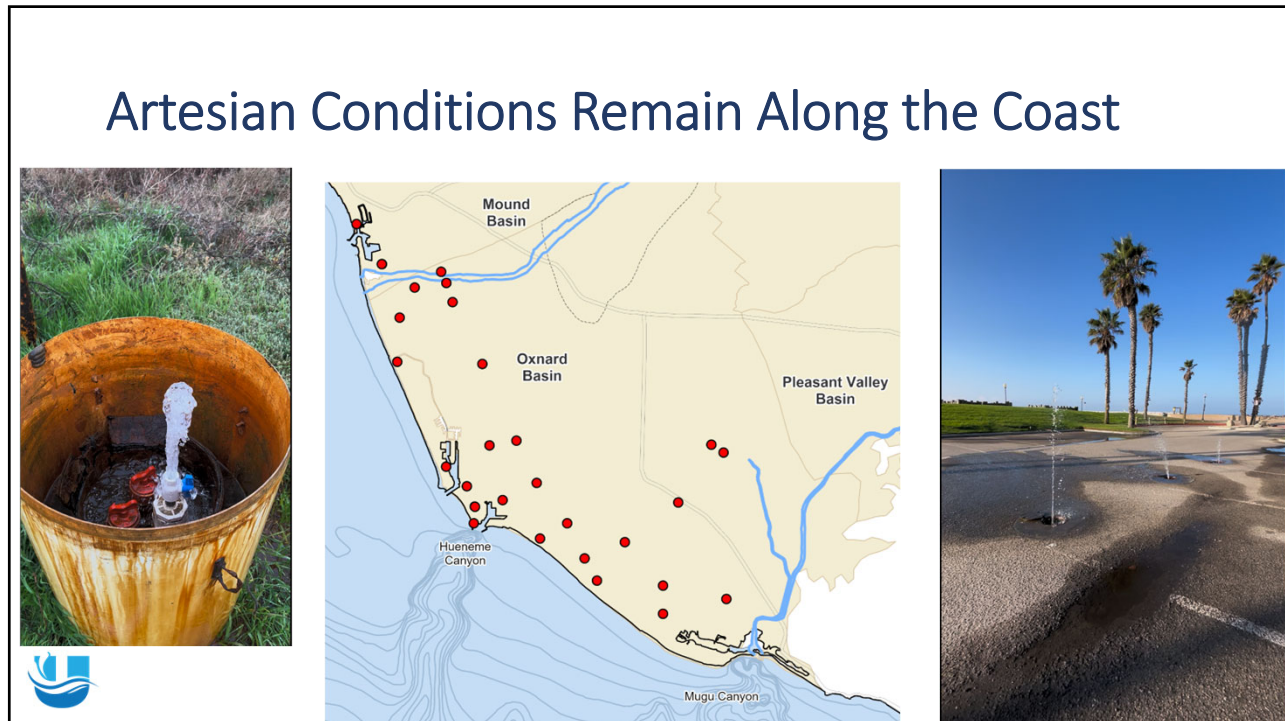 Artesian Conditions Remain Along the Coast
Mound
Basin
Oxnard
Basin
Pleasant Valley
Basin
Hueneme
Canyon
Mugu Canyon